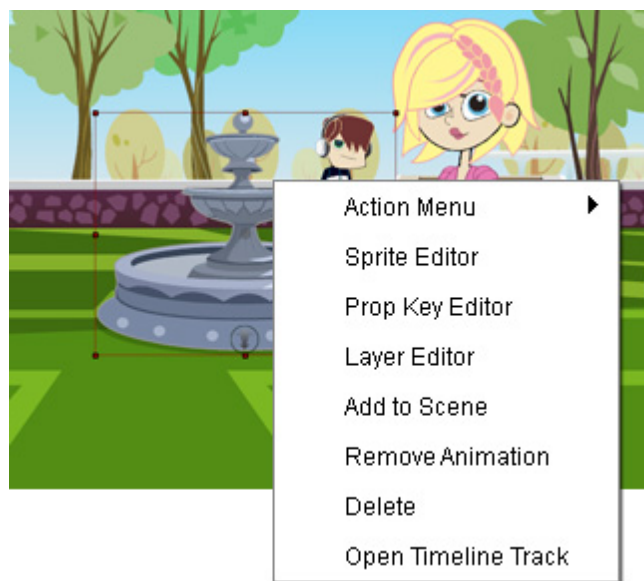 Action Menu
Sprite Editor
Prop Key Editor
Layer Editor
Add to Scene
Remove Animation
Delete
Open Timeline Track